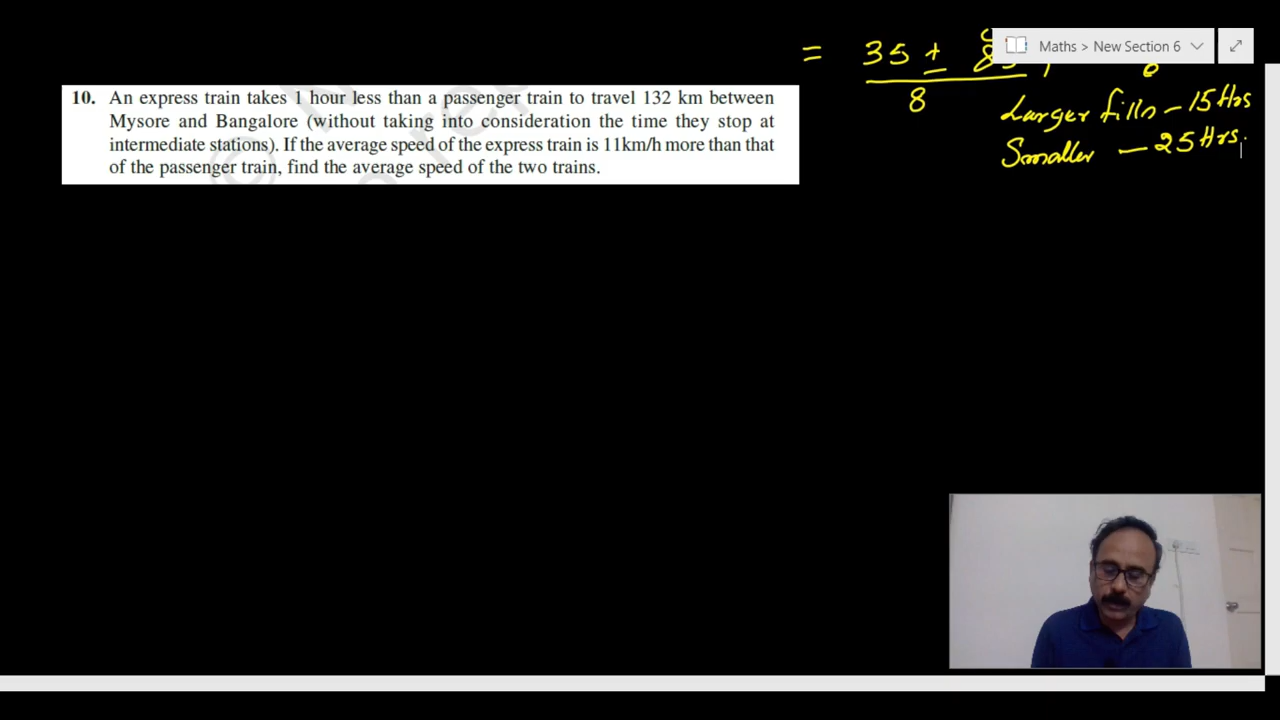 = 35 ±
8
Maths > New Section 6
Larger fills – 15 Hrs
Smaller – 25 Hrs.
10. An express train takes 1 hour less than a passenger train to travel 132 km between
Mysore and Bangalore (without taking into consideration the time they stop at
intermediate stations). If the average speed of the express train is 11km/h more than that
of the passenger train, find the average speed of the two trains.